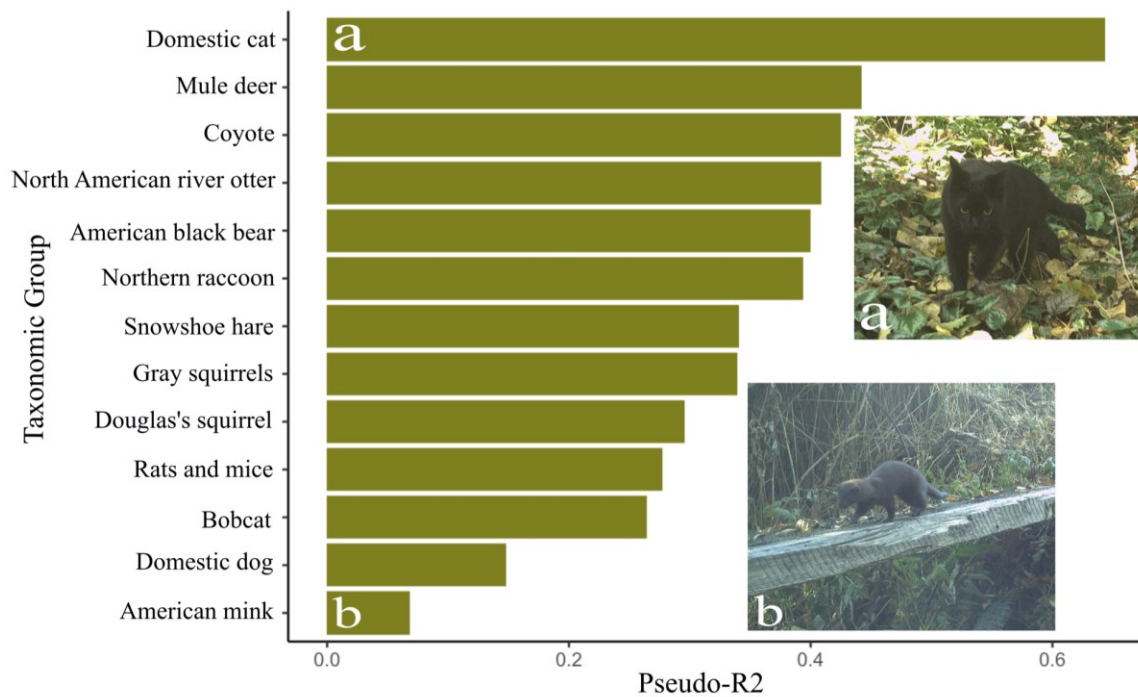 Domestic cat
a
Mule deer
Coyote
North American river otter
American black bear
Northern raccoon
a
Snowshoe hare
Gray squirrels
Douglas's squirrel
Rats and mice
Bobcat
Domestic dog
American mink
b
b
Taxonomic Group
0.0
0.2
0.4
0.6
Pseudo-R2